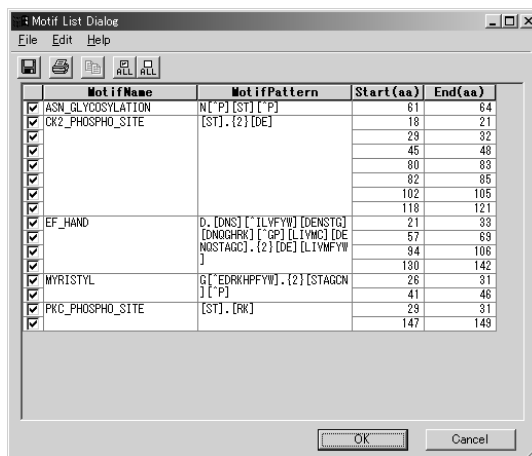 Motif List Dialog
File Edit Help
ALL ALL
MotifName MotifPattern Start(aa) End(aa)
ASN_GLYCOSYLATION N[^P][ST][^P] 61 64
CK2_PHOSPHO_SITE [ST].{2}[DE] 18 21
29 32
45 48
80 83
82 85
102 105
118 121
EF_HAND D.[DNS][^ILVFYW][DENSTG] 21 33
[DNQGHRK][^GP][LIVMC][DE 57 69
NQSTAGC].{2}[DE][LIVMFYW 94 106
] 130 142
MYRISTYL G[^EDRKHPFYW].{2}[STAGCN 26 31
][^P] 41 46
PKC_PHOSPHO_SITE [ST].[RK] 29 31
147 149
OK Cancel